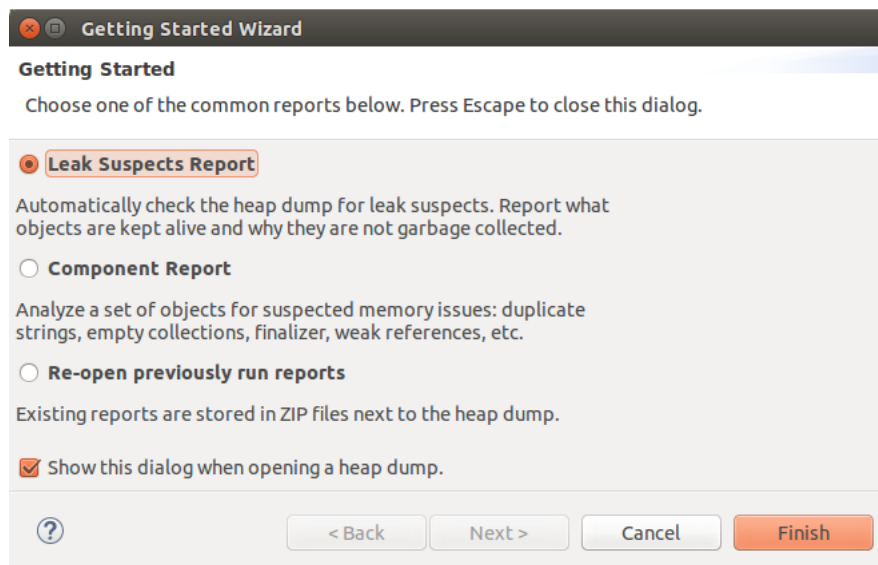 Getting Started Wizard
Getting Started
Choose one of the common reports below. Press Escape to close this dialog.
Leak Suspects Report
Automatically check the heap dump for leak suspects. Report what
objects are kept alive and why they are not garbage collected.
Component Report
Analyze a set of objects for suspected memory issues: duplicate
strings, empty collections, finalizer, weak references, etc.
Re-open previously run reports
Existing reports are stored in ZIP files next to the heap dump.
Show this dialog when opening a heap dump.
? < Back Next > Cancel Finish